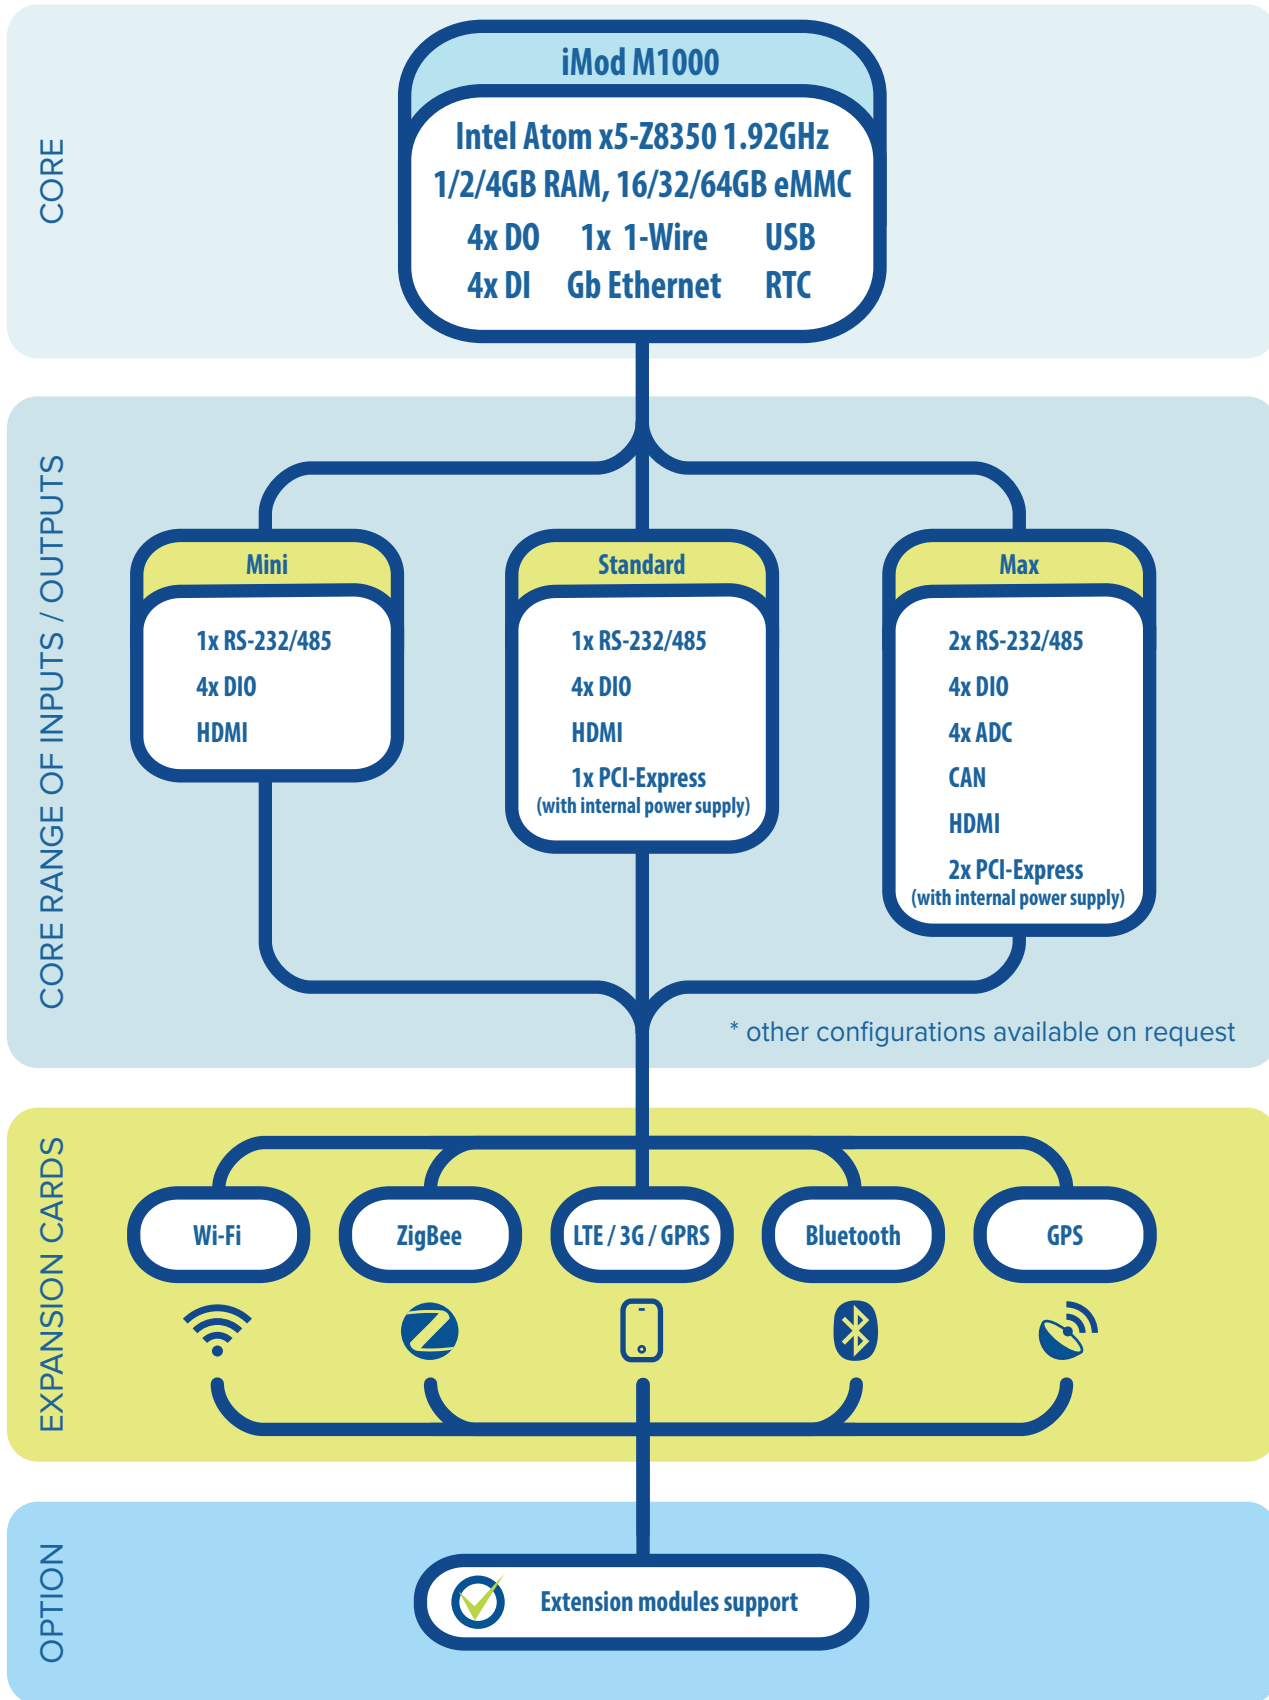 CORE
iMod M1000
Intel Atom x5-Z8350 1.92GHz
1/2/4GB RAM, 16/32/64GB eMMC
4x DO 1x 1-Wire USB
4x DI Gb Ethernet RTC
CORE RANGE OF INPUTS / OUTPUTS
Mini
1x RS-232/485
4x DIO
HDMI
Standard
1x RS-232/485
4x DIO
HDMI
1x PCI-Express
(with internal power supply)
Max
2x RS-232/485
4x DIO
4x ADC
CAN
HDMI
2x PCI-Express
(with internal power supply)
* other configurations available on request
EXPANSION CARDS
Wi-Fi
ZigBee
LTE / 3G / GPRS
Bluetooth
GPS
OPTION
Extension modules support